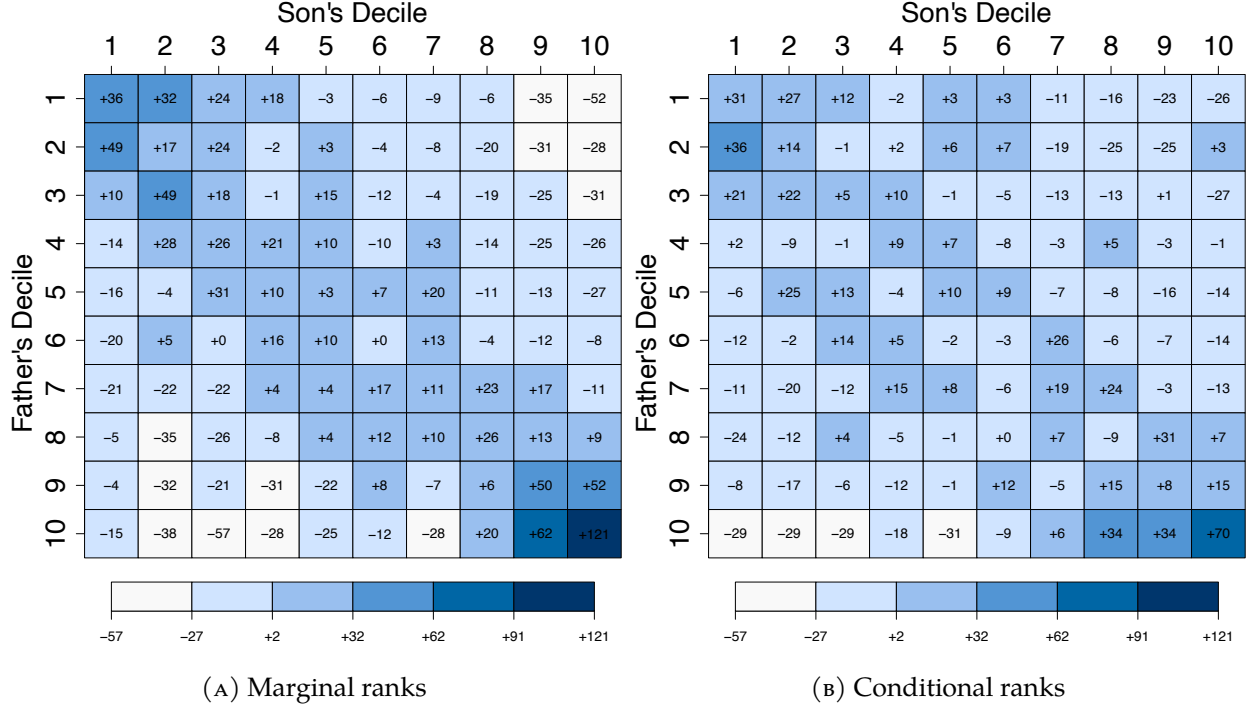 Son's Decile
1 2 3 4 5 6 7 8 9 10
Father's Decile
1 +36 +32 +24 +18 −3 −6 −9 −6 −35 −52
2 +49 +17 +24 −2 +3 −4 −8 −20 −31 −28
3 +10 +49 +18 −1 +15 −12 −4 −19 −25 −31
4 −14 +28 +26 +21 +10 −10 +3 −14 −25 −26
5 −16 −4 +31 +10 +3 +7 +20 −11 −13 −27
6 −20 +5 +0 +16 +10 +0 +13 −4 −12 −8
7 −21 −22 −22 +4 +4 +17 +11 +23 +17 −11
8 −5 −35 −26 −8 +4 +12 +10 +26 +13 +9
9 −4 −32 −21 −31 −22 +8 −7 +6 +50 +52
10 −15 −38 −57 −28 −25 −12 −28 +20 +62 +121
−57 −27 +2 +32 +62 +91 +121
(A) Marginal ranks
Son's Decile
1 2 3 4 5 6 7 8 9 10
Father's Decile
1 +31 +27 +12 −2 +3 +3 −11 −16 −23 −26
2 +36 +14 −1 +2 +6 +7 −19 −25 −25 +3
3 +21 +22 +5 +10 −1 −5 −13 −13 +1 −27
4 +2 −9 −1 +9 +7 −8 −3 +5 −3 −1
5 −6 +25 +13 −4 +10 +9 −7 −8 −16 −14
6 −12 −2 +14 +5 −2 −3 +26 −6 −7 −14
7 −11 −20 −12 +15 +8 −6 +19 +24 −3 −13
8 −24 −12 +4 −5 −1 +0 +7 −9 +31 +7
9 −8 −17 −6 −12 −1 +12 −5 +15 +8 +15
10 −29 −29 −29 −18 −31 −9 +6 +34 +34 +70
−57 −27 +2 +32 +62 +91 +121
(B) Conditional ranks